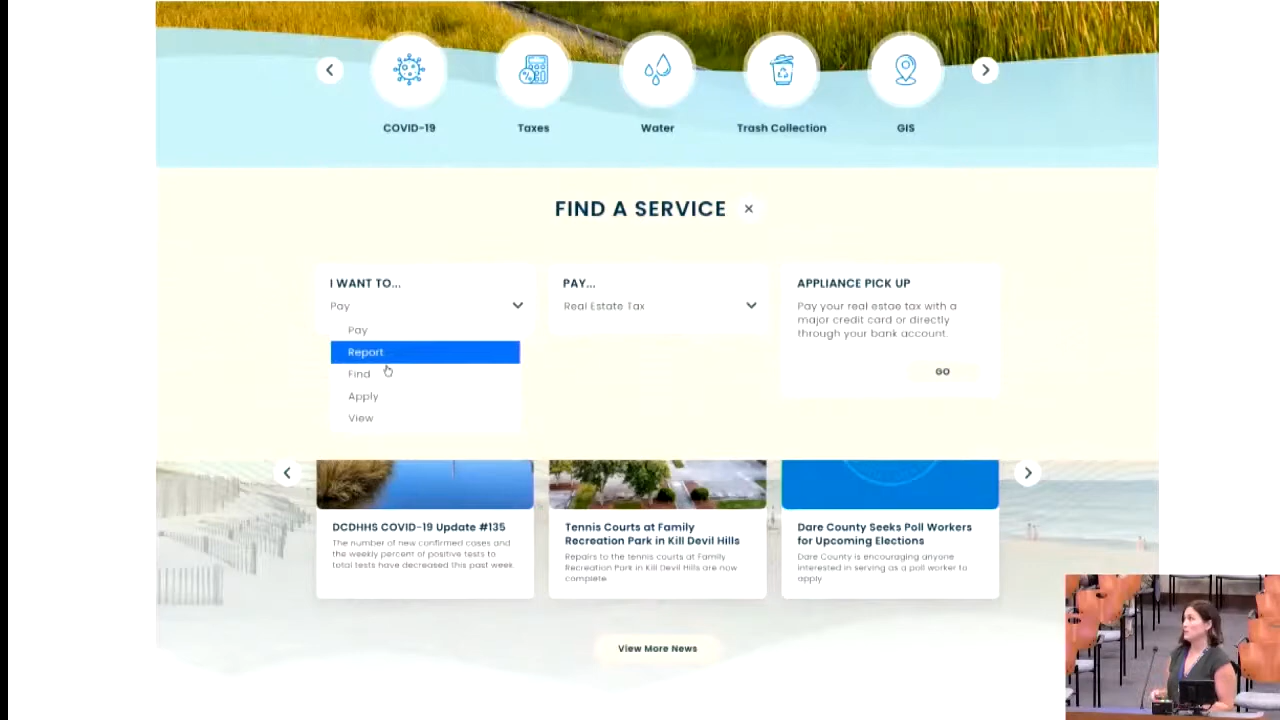 COVID-19
Taxes
Water
Trash Collection
GIS
FIND A SERVICE
I WANT TO...
Pay
Pay
Report
Find
Apply
View
PAY...
Real Estate Tax
APPLIANCE PICK UP
Pay your real estae tax with a
major credit card or directly
through your bank account.
GO
DCDHHS COVID-19 Update #135
The number of new confirmed cases and
the weekly percent of positive tests to
total tests have decreased this past week.
Tennis Courts at Family
Recreation Park in Kill Devil Hills
Repairs to the tennis courts at Family
Recreation Park in Kill Devil Hills are now
complete
Dare County Seeks Poll Workers
for Upcoming Elections
Dare County is encouraging anyone
interested in serving as a poll worker to
apply
View More News